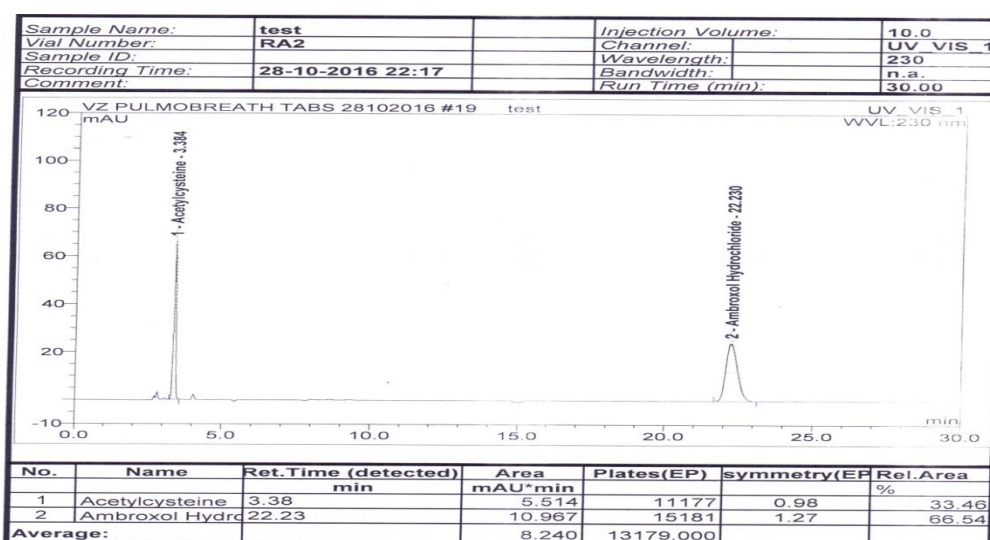 Sample Name: test Injection Volume: 10.0
Vial Number: RA2 Channel: UV_VIS_1
Sample ID: Wavelength: 230
Recording Time: 28-10-2016 22:17 Bandwidth: n.a.
Comment: Run Time (min): 30.00
VZ PULMOBREATH TABS 28102016 #19 test UV_VIS_1
mAU WVL:230 nm
120
100
80
60
40
20
-10
1 - Acetylcysteine - 3.384
2 - Ambroxol Hydrochloride - 22.230
min
0.0 5.0 10.0 15.0 20.0 25.0 30.0
No. Name Ret.Time (detected) Area Plates(EP) symmetry(EP Rel.Area
min mAU*min %
1 Acetylcysteine 3.38 5.514 11177 0.98 33.46
2 Ambroxol Hydrc 22.23 10.967 15181 1.27 66.54
Average: 8.240 13179.000